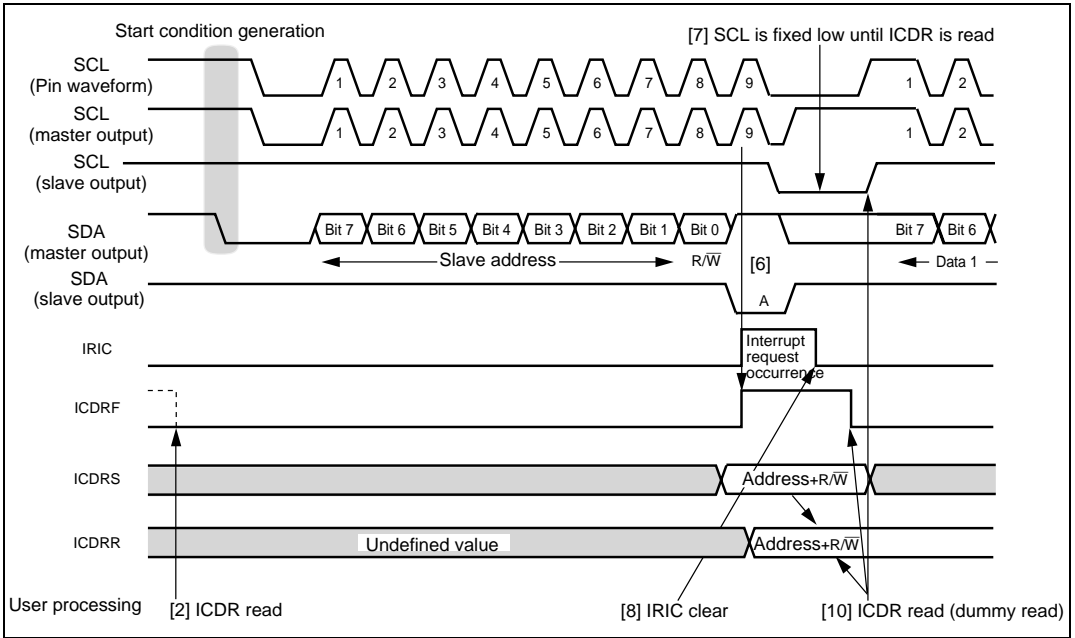 Start condition generation
[7] SCL is fixed low until ICDR is read
SCL
(Pin waveform)
1 2 3 4 5 6 7 8 9 1 2
SCL
(master output)
1 2 3 4 5 6 7 8 9 1 2
SCL
(slave output)
SDA
(master output)
Bit 7 Bit 6 Bit 5 Bit 4 Bit 3 Bit 2 Bit 1 Bit 0 Bit 7 Bit 6
Slave address R/W̅ [6] Data 1
SDA
(slave output)
A
IRIC
Interrupt
request
occurrence
ICDRF
ICDRS
Address+R/W̅
ICDRR
Undefined value
Address+R/W̅
User processing
[2] ICDR read
[8] IRIC clear
[10] ICDR read (dummy read)